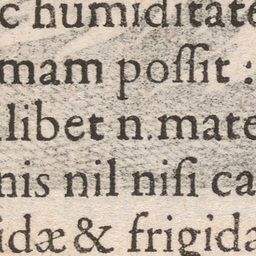 c humiditate
mam poſſit :
libet n. mate
nis nil niſi ca
idæ & frigida